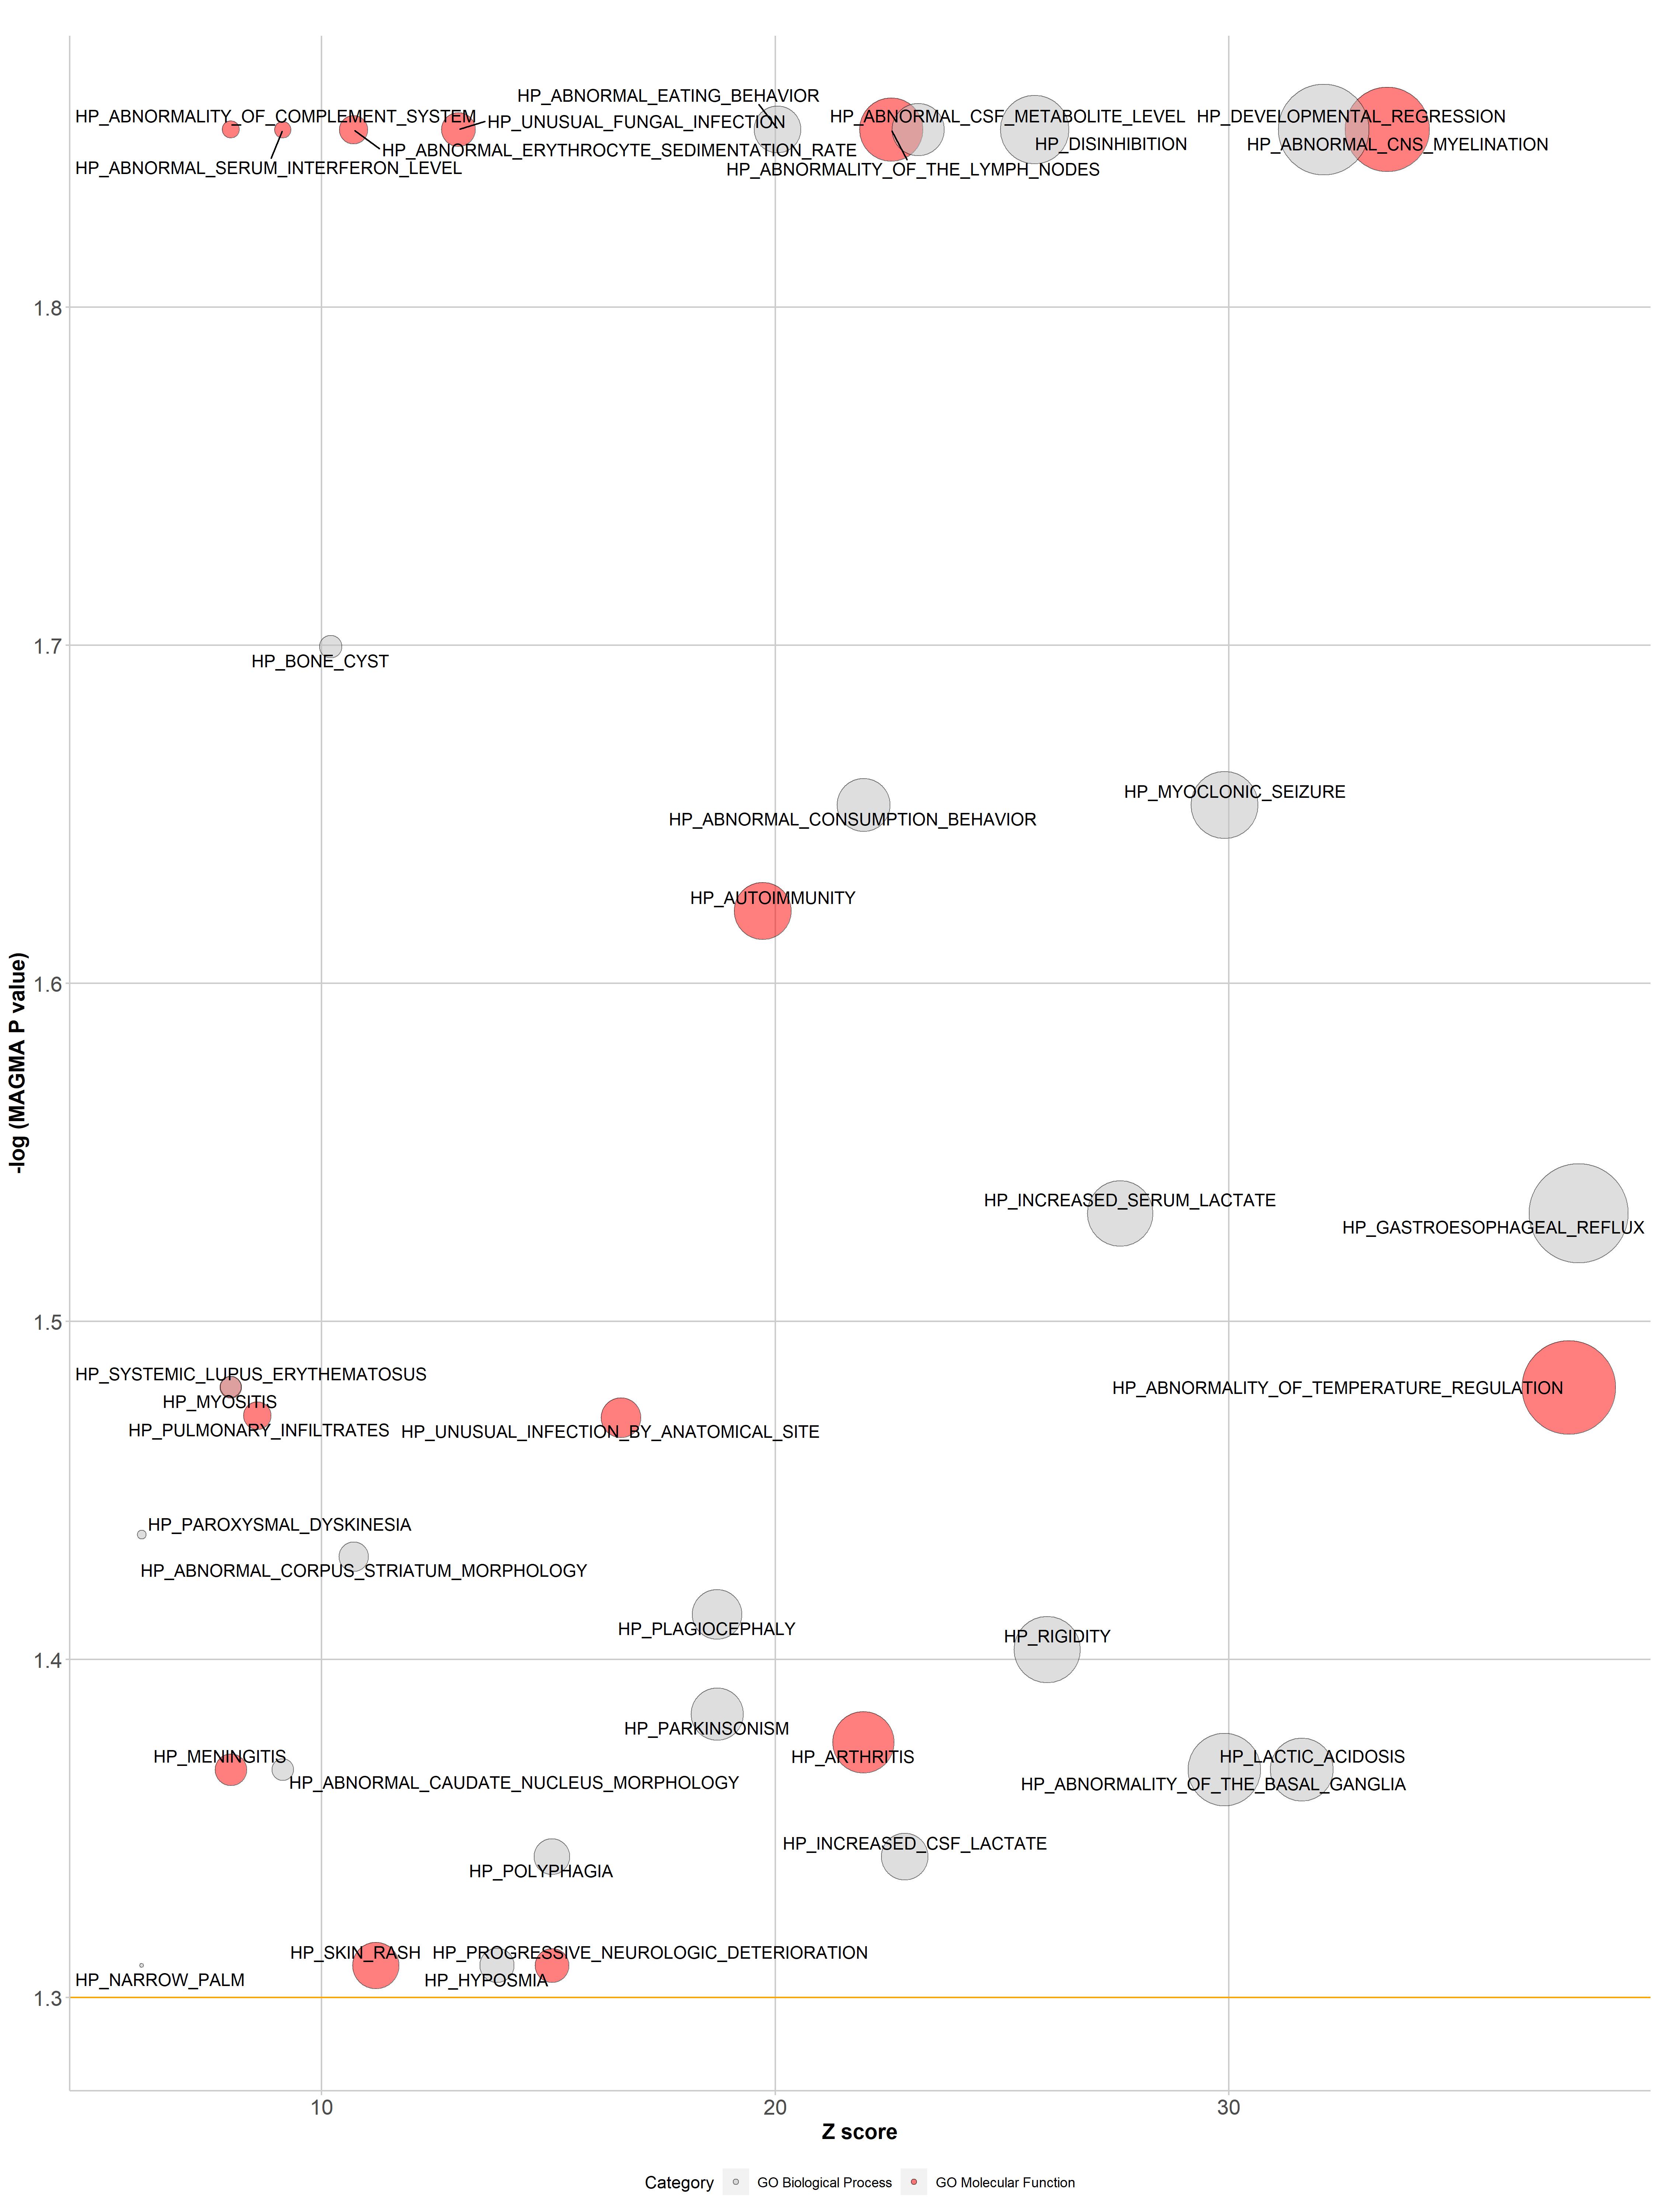 HP_ABNORMAL_EATING_BEHAVIOR
HP_ABNORMALITY_OF_COMPLEMENT_SYSTEM
HP_UNUSUAL_FUNGAL_INFECTION
HP_ABNORMAL_CSF_METABOLITE_LEVEL
HP_DEVELOPMENTAL_REGRESSION
HP_ABNORMAL_ERYTHROCYTE_SEDIMENTATION_RATE
HP_DISINHIBITION
HP_ABNORMAL_CNS_MYELINATION
HP_ABNORMAL_SERUM_INTERFERON_LEVEL
HP_ABNORMALITY_OF_THE_LYMPH_NODES
1.8
1.7
HP_BONE_CYST
HP_MYOCLONIC_SEIZURE
HP_ABNORMAL_CONSUMPTION_BEHAVIOR
HP_AUTOIMMUNITY
1.6
-log (MAGMA P value)
HP_INCREASED_SERUM_LACTATE
HP_GASTROESOPHAGEAL_REFLUX
1.5
HP_SYSTEMIC_LUPUS_ERYTHEMATOSUS
HP_ABNORMALITY_OF_TEMPERATURE_REGULATION
HP_MYOSITIS
HP_PULMONARY_INFILTRATES
HP_UNUSUAL_INFECTION_BY_ANATOMICAL_SITE
HP_PAROXYSMAL_DYSKINESIA
HP_ABNORMAL_CORPUS_STRIATUM_MORPHOLOGY
HP_PLAGIOCEPHALY
HP_RIGIDITY
1.4
HP_PARKINSONISM
HP_MENINGITIS
HP_ARTHRITIS
HP_LACTIC_ACIDOSIS
HP_ABNORMAL_CAUDATE_NUCLEUS_MORPHOLOGY
HP_ABNORMALITY_OF_THE_BASAL_GANGLIA
HP_INCREASED_CSF_LACTATE
HP_POLYPHAGIA
HP_SKIN_RASH
HP_PROGRESSIVE_NEUROLOGIC_DETERIORATION
HP_NARROW_PALM
HP_HYPOSMIA
1.3
10
20
30
Z score
Category
GO Biological Process
GO Molecular Function